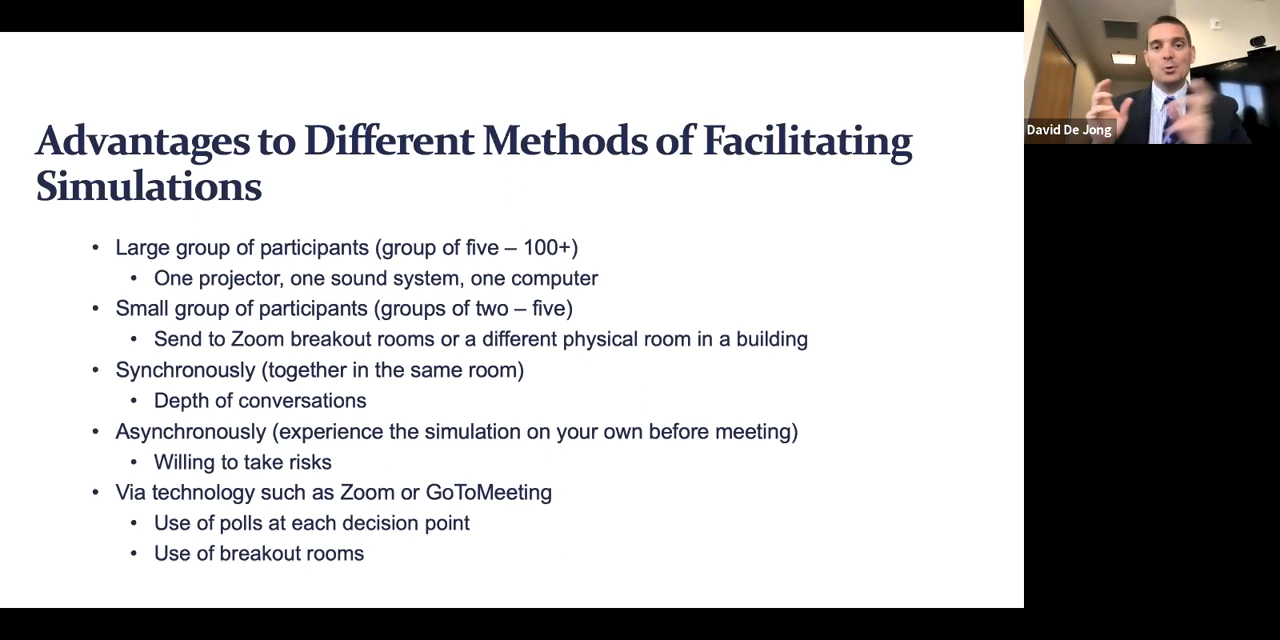 Advantages to Different Methods of Facilitating
Simulations
• Large group of participants (group of five – 100+)
• One projector, one sound system, one computer
• Small group of participants (groups of two – five)
• Send to Zoom breakout rooms or a different physical room in a building
• Synchronously (together in the same room)
• Depth of conversations
• Asynchronously (experience the simulation on your own before meeting)
• Willing to take risks
• Via technology such as Zoom or GoToMeeting
• Use of polls at each decision point
• Use of breakout rooms
David De Jong